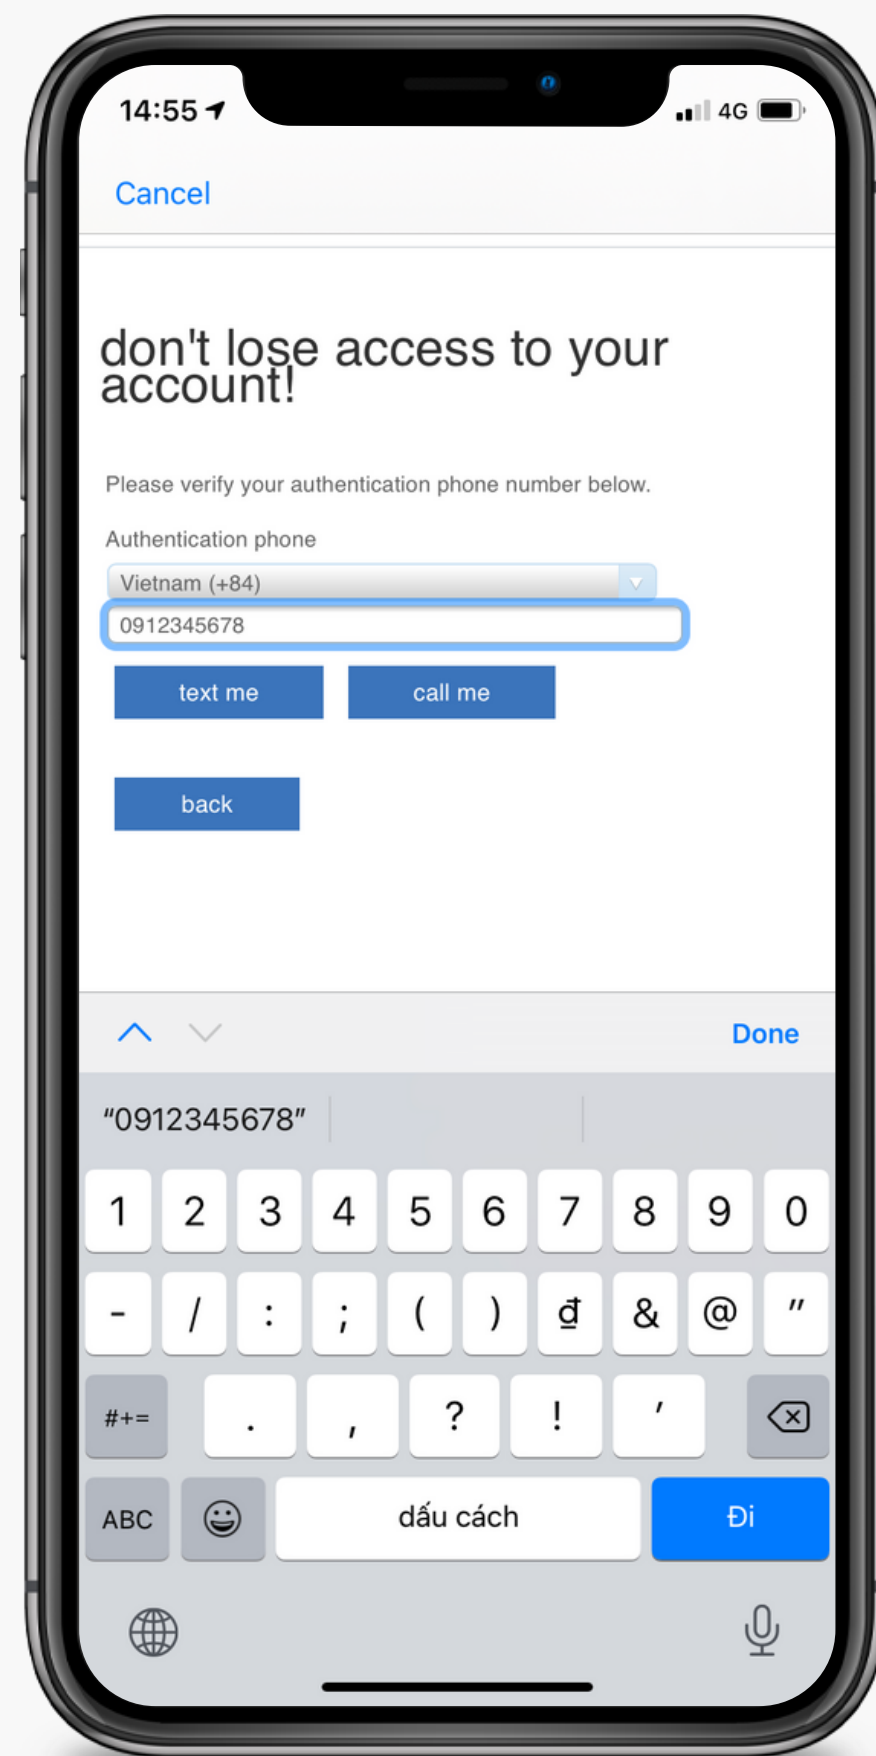 14:55
4G
Cancel
don't lose access to your
account!
Please verify your authentication phone number below.
Authentication phone
Vietnam (+84)
0912345678
text me call me
back
Done
“0912345678”
1 2 3 4 5 6 7 8 9 0
- / : ; ( ) ₫ & @ "
#+= . , ? ! '
ABC dấu cách Đi